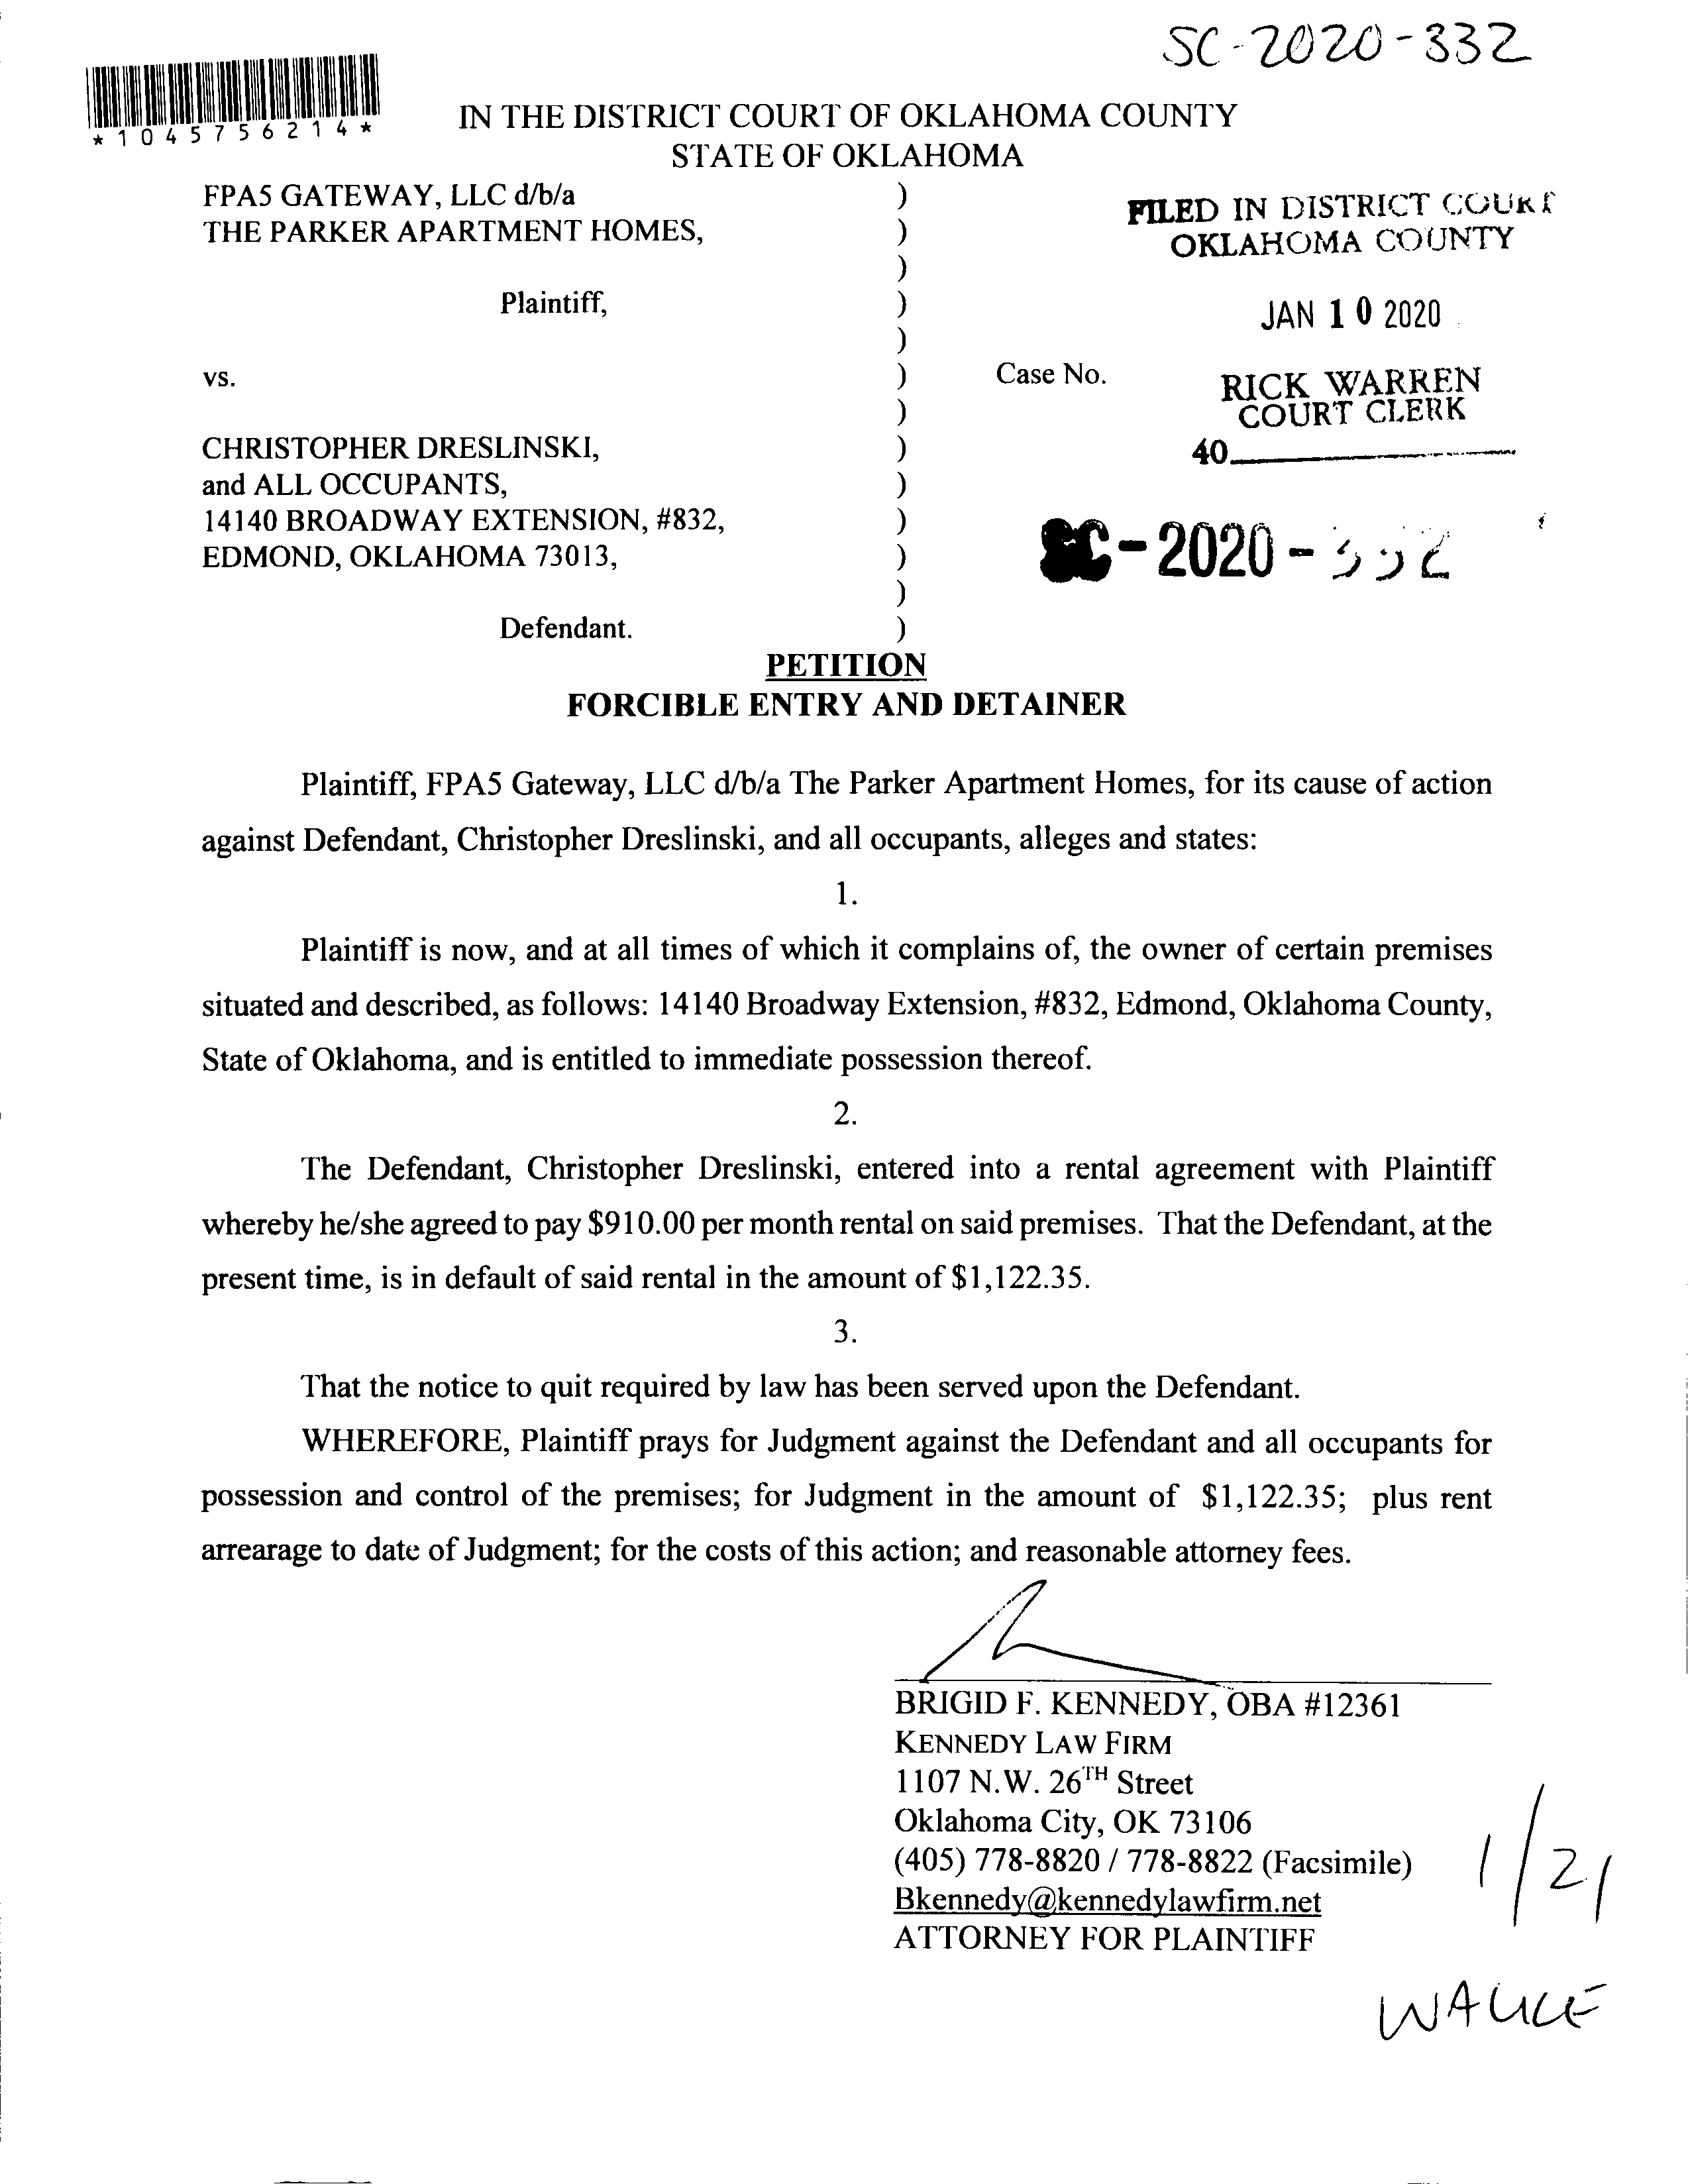 SC-2020-332
*1045756214*
IN THE DISTRICT COURT OF OKLAHOMA COUNTY
STATE OF OKLAHOMA
FPA5 GATEWAY, LLC d/b/a )
THE PARKER APARTMENT HOMES, )
)
Plaintiff, )
)
vs. )
)
CHRISTOPHER DRESLINSKI, )
and ALL OCCUPANTS, )
14140 BROADWAY EXTENSION, #832, )
EDMOND, OKLAHOMA 73013, )
)
Defendant. )
FILED IN DISTRICT COURT
OKLAHOMA COUNTY
JAN 10 2020
Case No.
RICK WARREN
COURT CLERK
40
SC-2020-332
PETITION
FORCIBLE ENTRY AND DETAINER
Plaintiff, FPA5 Gateway, LLC d/b/a The Parker Apartment Homes, for its cause of action
against Defendant, Christopher Dreslinski, and all occupants, alleges and states:
1.
Plaintiff is now, and at all times of which it complains of, the owner of certain premises
situated and described, as follows: 14140 Broadway Extension, #832, Edmond, Oklahoma County,
State of Oklahoma, and is entitled to immediate possession thereof.
2.
The Defendant, Christopher Dreslinski, entered into a rental agreement with Plaintiff
whereby he/she agreed to pay $910.00 per month rental on said premises. That the Defendant, at the
present time, is in default of said rental in the amount of $1,122.35.
3.
That the notice to quit required by law has been served upon the Defendant.
WHEREFORE, Plaintiff prays for Judgment against the Defendant and all occupants for
possession and control of the premises; for Judgment in the amount of $1,122.35; plus rent
arrearage to date of Judgment; for the costs of this action; and reasonable attorney fees.
BRIGID F. KENNEDY, OBA #12361
KENNEDY LAW FIRM
1107 N.W. 26TH Street
Oklahoma City, OK 73106
(405) 778-8820 / 778-8822 (Facsimile)
Bkennedy@kennedylawfirm.net
ATTORNEY FOR PLAINTIFF
1/21